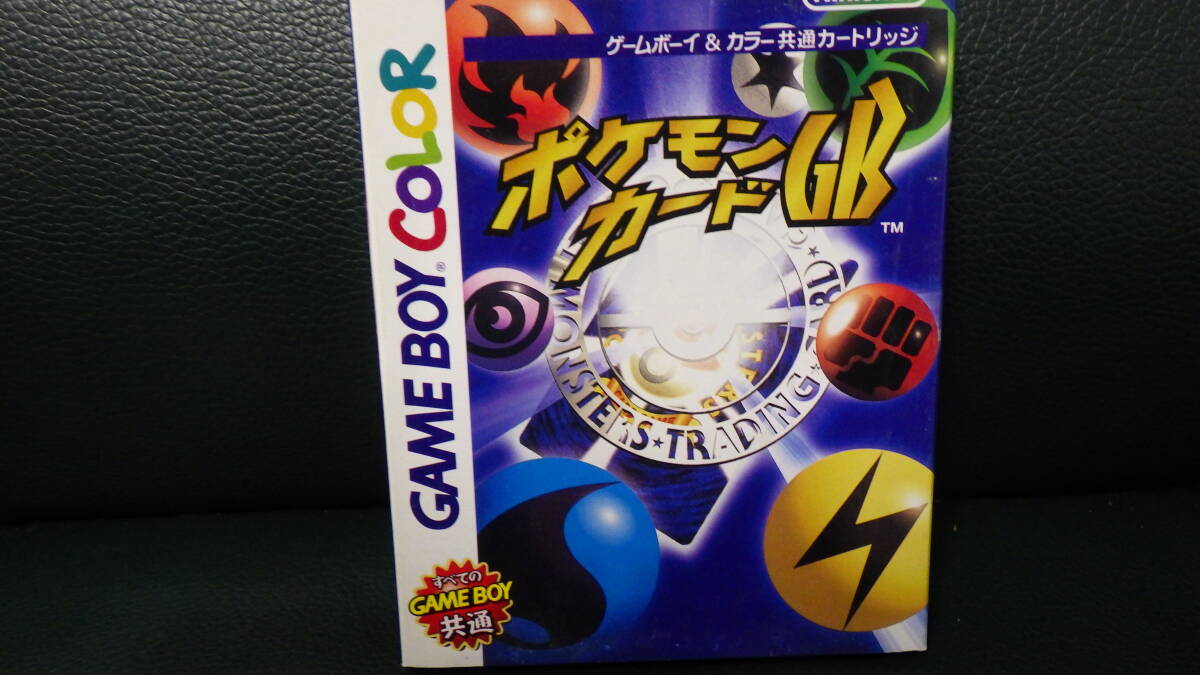 Nintendo
ゲームボーイ＆カラー共通カートリッジ
ポケモン
カードGB
TM
GAME BOY COLOR
®
MONSTERS★TRADING★CARD★
STARS
すべての
GAME BOY
共通